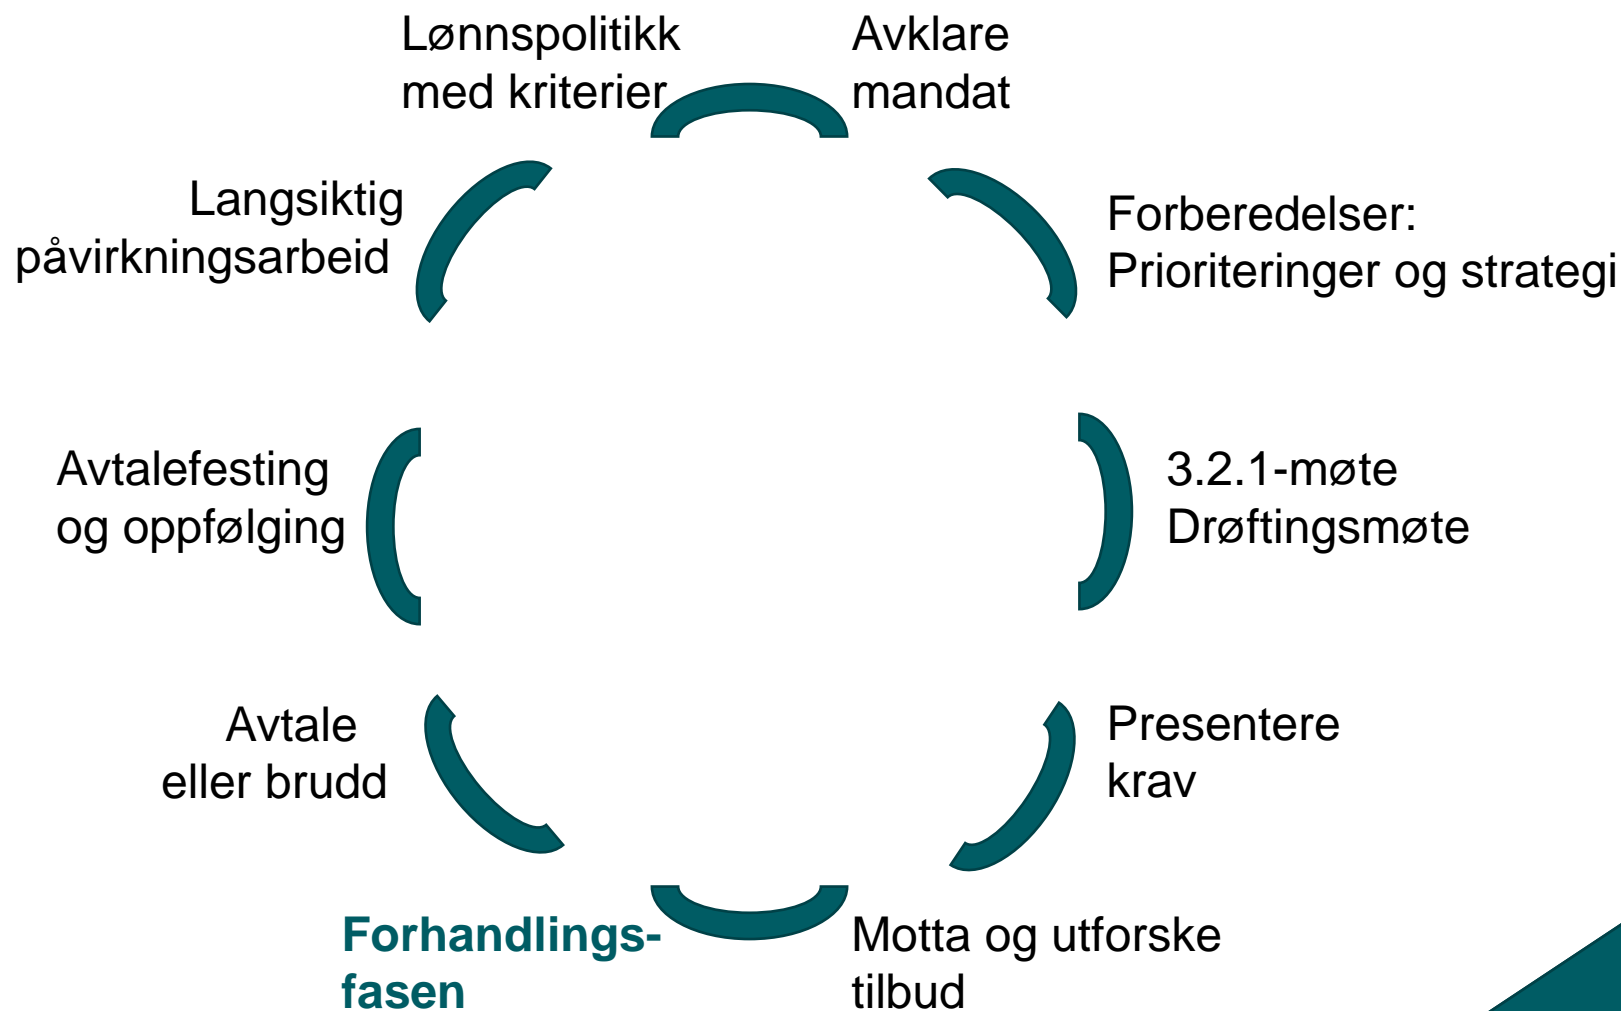 Lønnspolitikk
med kriterier
Avklare
mandat
Forberedelser:
Prioriteringer og strategi
3.2.1-møte
Drøftingsmøte
Presentere
krav
Motta og utforske
tilbud
Forhandlings-
fasen
Avtale
eller brudd
Avtalefesting
og oppfølging
Langsiktig
påvirkningsarbeid